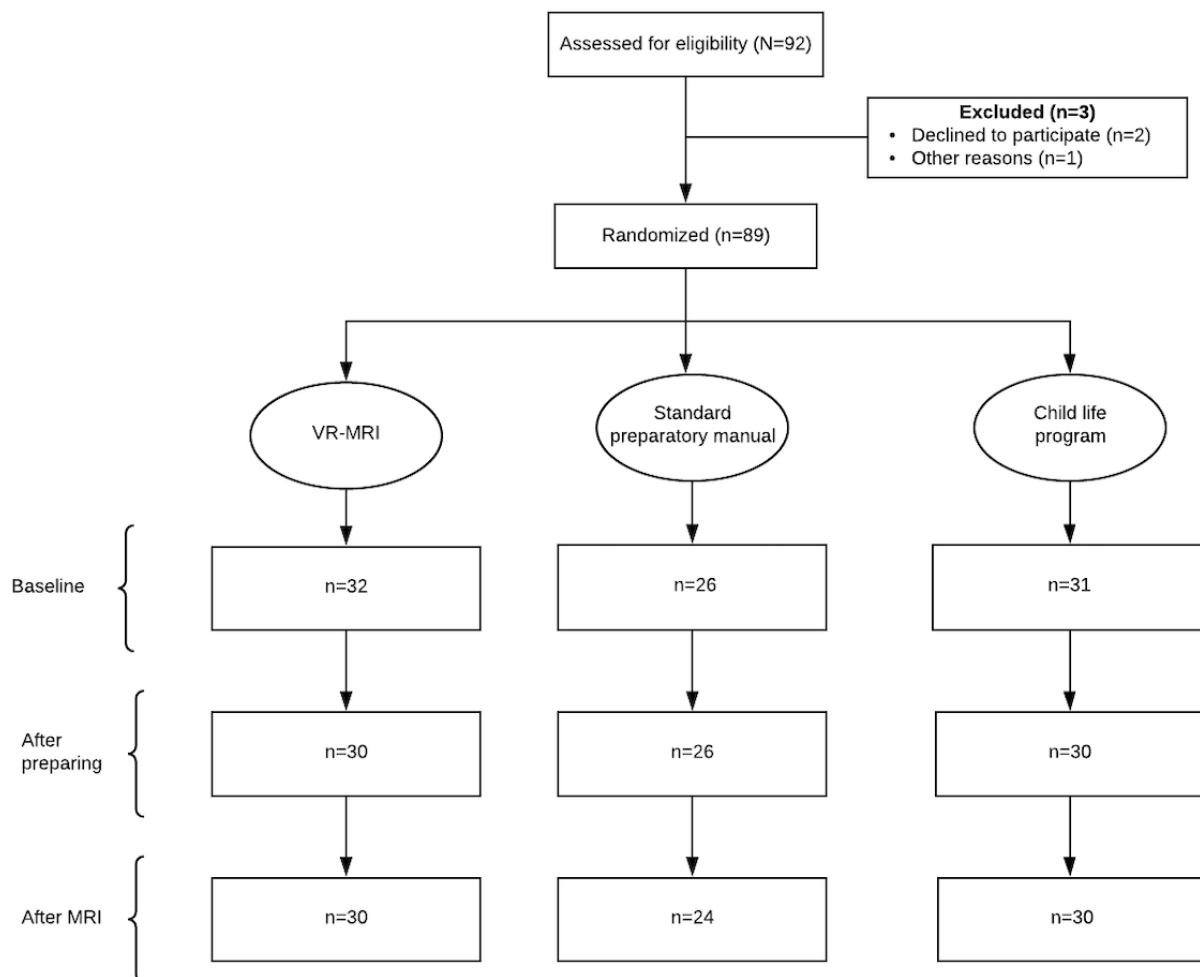 Assessed for eligibility (N=92)
Excluded (n=3)
• Declined to participate (n=2)
• Other reasons (n=1)
Randomized (n=89)
VR-MRI
Standard
preparatory manual
Child life
program
Baseline
n=32
n=26
n=31
After
preparing
n=30
n=26
n=30
After MRI
n=30
n=24
n=30